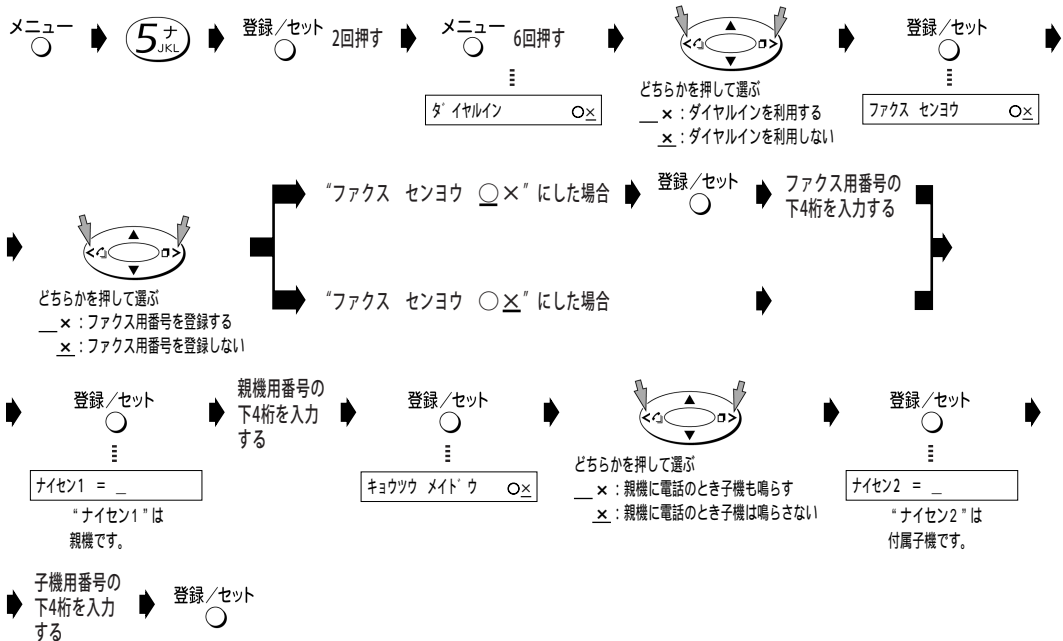 メニュー
5ナ
JKL
登録/セット 2回押す
メニュー 6回押す
ダイヤルイン ○×
どちらかを押して選ぶ
＿×：ダイヤルインを利用する
×：ダイヤルインを利用しない
登録/セット
ファクス センヨウ ○×
どちらかを押して選ぶ
＿×：ファクス用番号を登録する
×：ファクス用番号を登録しない
“ファクス センヨウ ○×”にした場合
登録/セット
ファクス用番号の
下4桁を入力する
“ファクス センヨウ ○×”にした場合
登録/セット
ナイセン1 = _
“ナイセン1”は
親機です。
親機用番号の
下4桁を入力
する
登録/セット
キョウツウ メイドウ ○×
どちらかを押して選ぶ
＿×：親機に電話のとき子機も鳴らす
×：親機に電話のとき子機は鳴らさない
登録/セット
ナイセン2 = _
“ナイセン2”は
付属子機です。
子機用番号の
下4桁を入力
する
登録/セット